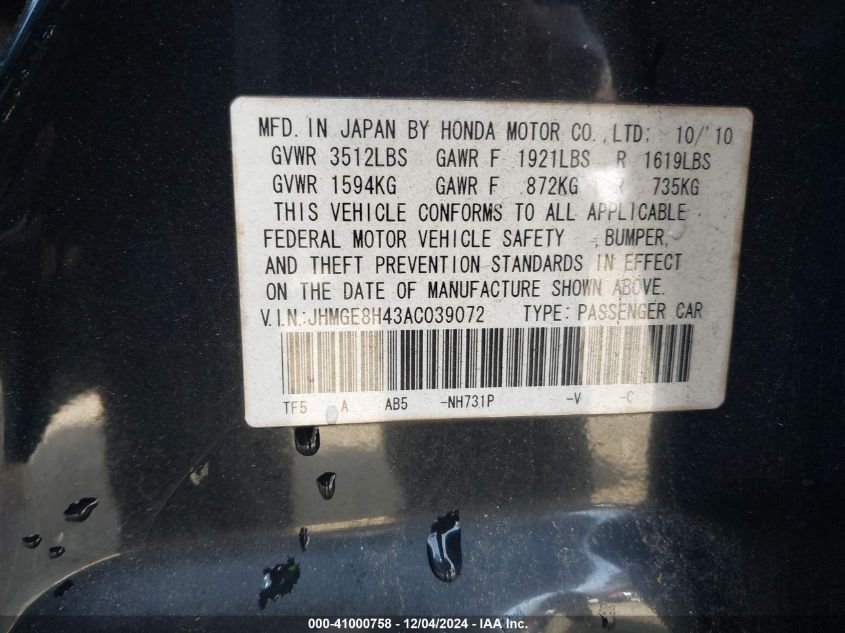 MFD. IN JAPAN BY HONDA MOTOR CO., LTD; 10/'10
GVWR 3512LBS GAWR F 1921LBS R 1619LBS
GVWR 1594KG GAWR F 872KG R 735KG
THIS VEHICLE CONFORMS TO ALL APPLICABLE
FEDERAL MOTOR VEHICLE SAFETY , BUMPER,
AND THEFT PREVENTION STANDARDS IN EFFECT
ON THE DATE OF MANUFACTURE SHOWN ABOVE.
V.I.N.:JHMGE8H43AC039072 TYPE: PASSENGER CAR
TF5 A AB5 -NH731P -V -C
000-41000758 - 12/04/2024 - IAA Inc.